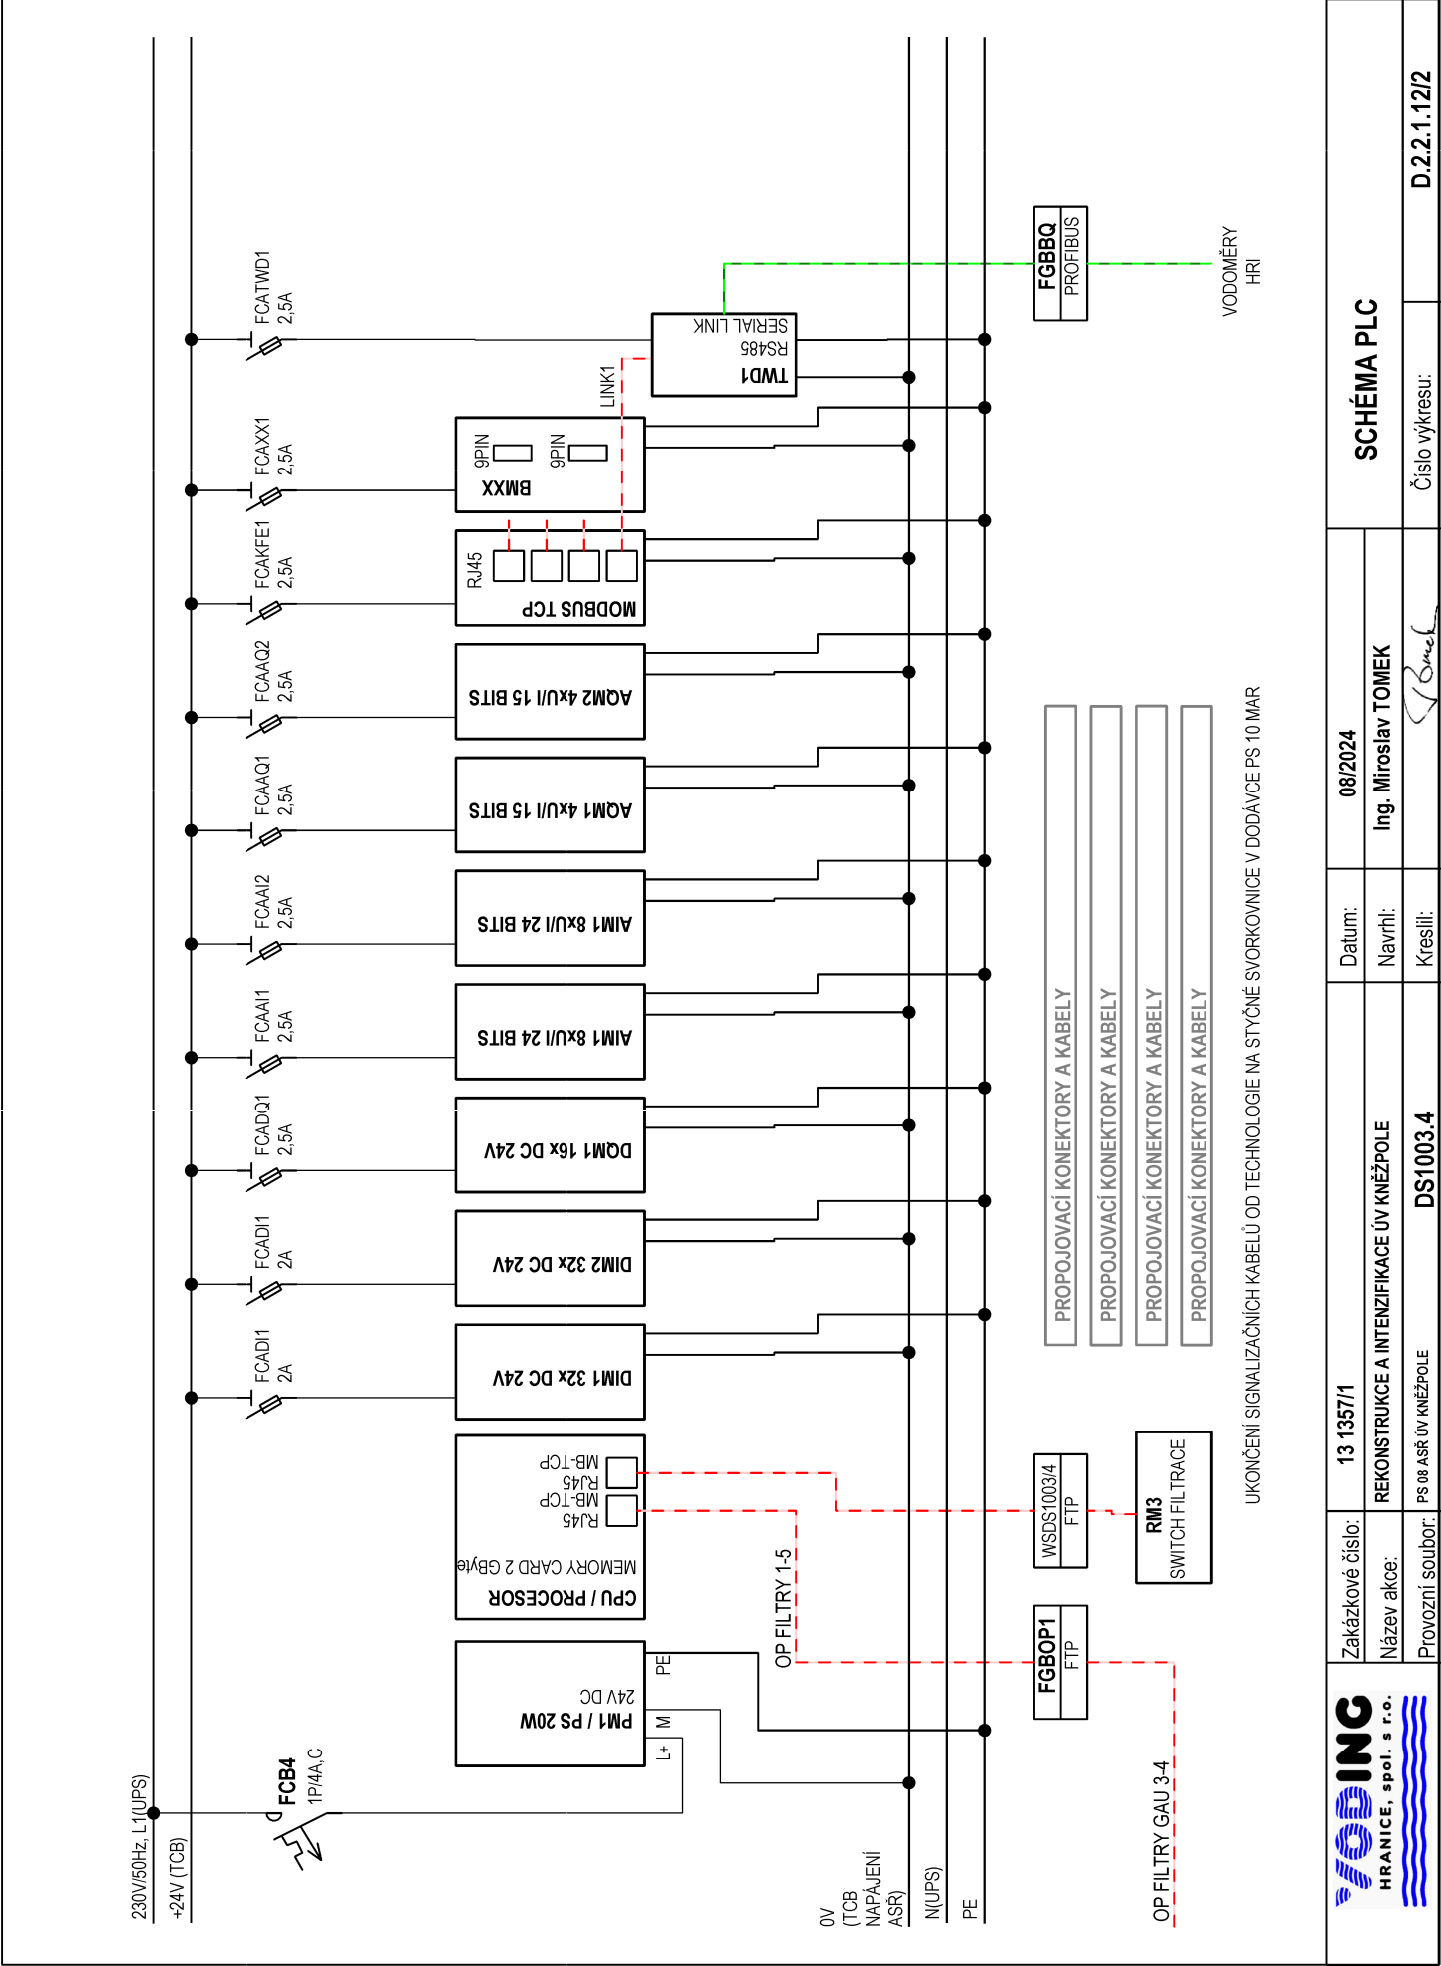 230V/50Hz, L1(UPS)
+24V (TCB)
FCB4
1P/4A,C
FCADI1
2A
FCADI1
2A
FCADQ1
2,5A
FCAAI1
2,5A
FCAAI2
2,5A
FCAAQ1
2,5A
FCAAQ2
2,5A
FCAKFE1
2,5A
FCAXX1
2,5A
FCATWD1
2,5A
PM1 / PS 20W
24V DC
L+
M
PE
CPU / PROCESOR
MEMORY CARD 2 GByte
RJ45
MB-TCP
RJ45
MB-TCP
DIM1 32x DC 24V
DIM2 32x DC 24V
DQM1 16x DC 24V
AIM1 8xU/I 24 BITS
AIM1 8xU/I 24 BITS
AQM1 4xU/I 15 BITS
AQM2 4xU/I 15 BITS
MODBUS TCP
RJ45
BMXX
9PIN
9PIN
LINK1
TWD1
RS485
SERIAL LINK
0V
(TCB
NAPÁJENÍ
ASŘ)
N(UPS)
PE
OP FILTRY 1-5
OP FILTRY GAU 3-4
FGBOP1
FTP
WSDS1003/4
FTP
RM3
SWITCH FILTRACE
PROPOJOVACÍ KONEKTORY A KABELY
PROPOJOVACÍ KONEKTORY A KABELY
PROPOJOVACÍ KONEKTORY A KABELY
PROPOJOVACÍ KONEKTORY A KABELY
FGBBQ
PROFIBUS
VODOMĚRY
HRI
UKONČENÍ SIGNALIZAČNÍCH KABELŮ OD TECHNOLOGIE NA STYČNÉ SVORKOVNICE V DODÁVCE PS 10 MAR
VODING
HRANICE, spol. s r.o.
Zakázkové číslo:
13 1357/1
Název akce:
REKONSTRUKCE A INTENZIFIKACE ÚV KNĚŽPOLE
Provozní soubor:
PS 08 ASŘ ÚV KNĚŽPOLE
DS1003.4
Datum:
08/2024
Navrhl:
Ing. Miroslav TOMEK
Kreslil:
Tomek
SCHÉMA PLC
Číslo výkresu:
D.2.2.1.12/2